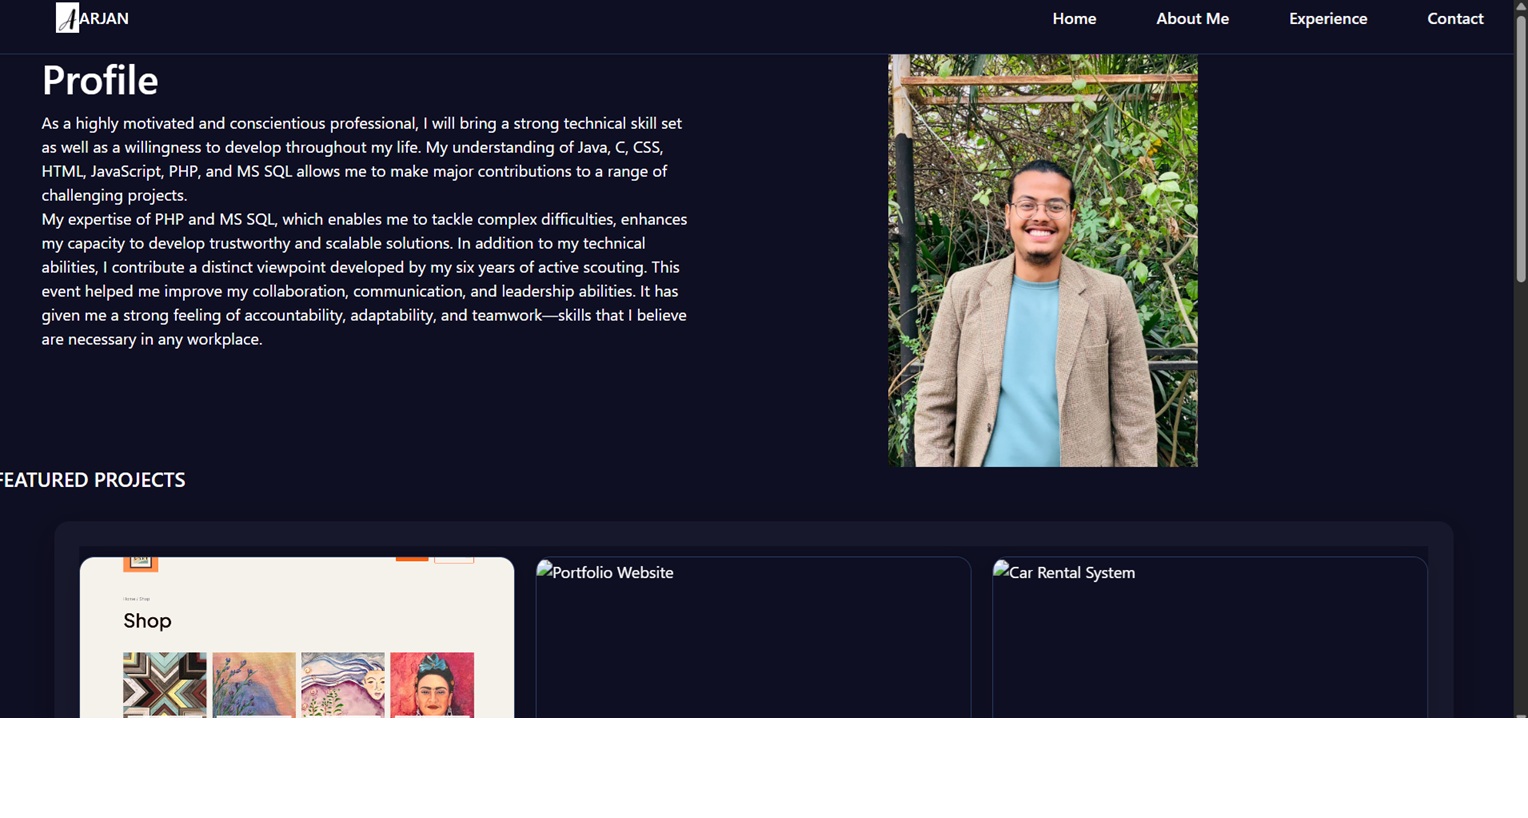 ARJAN
Home
About Me
Experience
Contact
Profile
As a highly motivated and conscientious professional, I will bring a strong technical skill set
as well as a willingness to develop throughout my life. My understanding of Java, C, CSS,
HTML, JavaScript, PHP, and MS SQL allows me to make major contributions to a range of
challenging projects.
My expertise of PHP and MS SQL, which enables me to tackle complex difficulties, enhances
my capacity to develop trustworthy and scalable solutions. In addition to my technical
abilities, I contribute a distinct viewpoint developed by my six years of active scouting. This
event helped me improve my collaboration, communication, and leadership abilities. It has
given me a strong feeling of accountability, adaptability, and teamwork—skills that I believe
are necessary in any workplace.
FEATURED PROJECTS
Home / Shop
Shop
Portfolio Website
Car Rental System